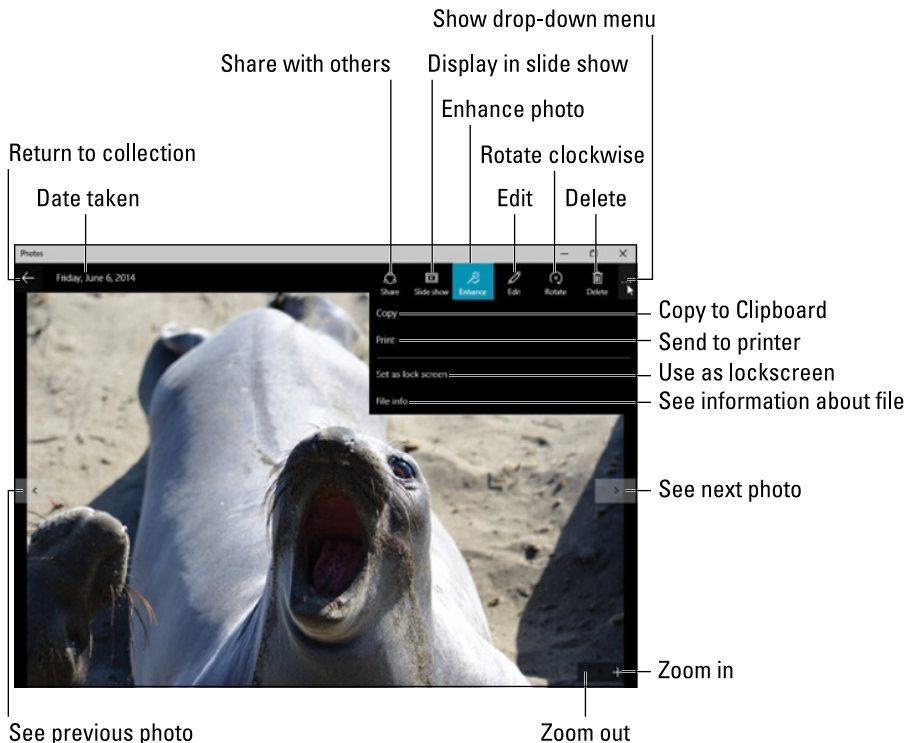 Show drop-down menu
Share with others
Display in slide show
Enhance photo
Return to collection
Rotate clockwise
Date taken
Edit
Delete
Photos
Friday, June 6, 2014
Share
Slide show
Enhance
Edit
Rotate
Delete
Copy
Copy to Clipboard
Print
Send to printer
Set as lock screen
Use as lockscreen
File info
See information about file
See next photo
Zoom in
See previous photo
Zoom out